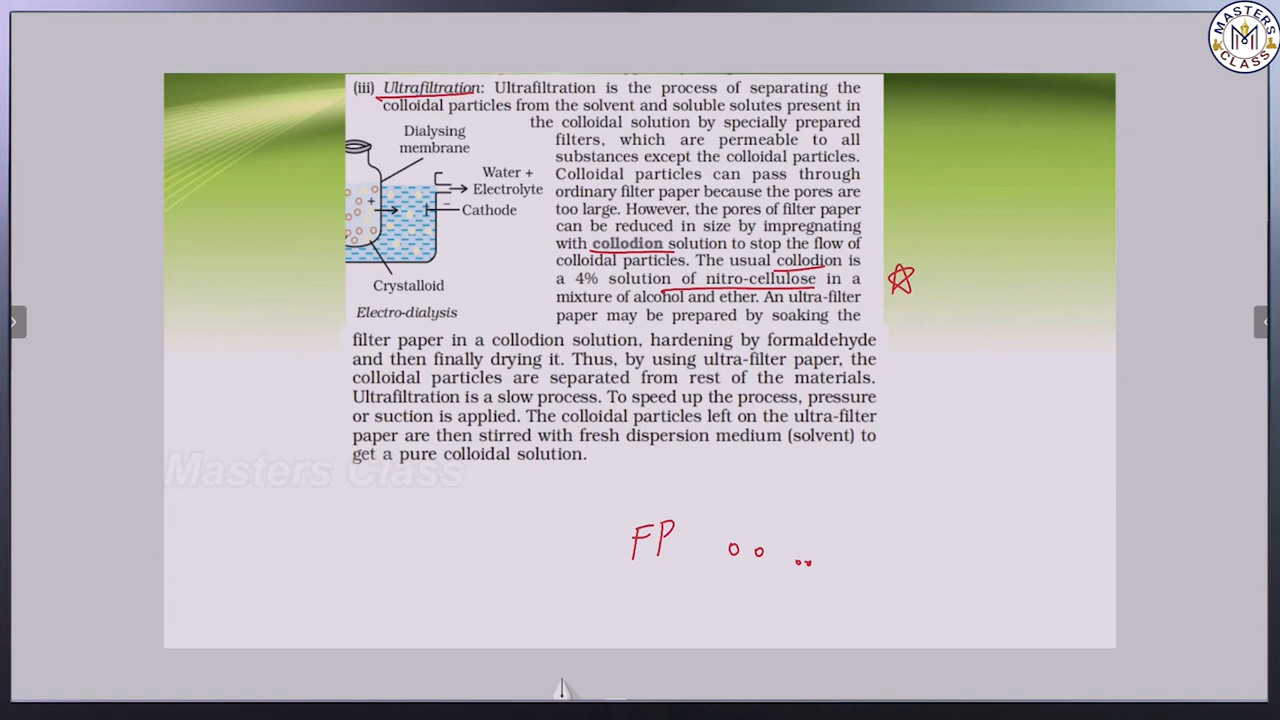 MASTERS
CLASS
(iii) Ultrafiltration: Ultrafiltration is the process of separating the
colloidal particles from the solvent and soluble solutes present in
the colloidal solution by specially prepared
filters, which are permeable to all
substances except the colloidal particles.
Colloidal particles can pass through
ordinary filter paper because the pores are
too large. However, the pores of filter paper
can be reduced in size by impregnating
with collodion solution to stop the flow of
colloidal particles. The usual collodion is
a 4% solution of nitro-cellulose in a
mixture of alcohol and ether. An ultra-filter
paper may be prepared by soaking the
Dialysing
membrane
Water +
Electrolyte
+
−
Cathode
Crystalloid
Electro-dialysis
filter paper in a collodion solution, hardening by formaldehyde
and then finally drying it. Thus, by using ultra-filter paper, the
colloidal particles are separated from rest of the materials.
Ultrafiltration is a slow process. To speed up the process, pressure
or suction is applied. The colloidal particles left on the ultra-filter
paper are then stirred with fresh dispersion medium (solvent) to
get a pure colloidal solution.
Masters Class
FP